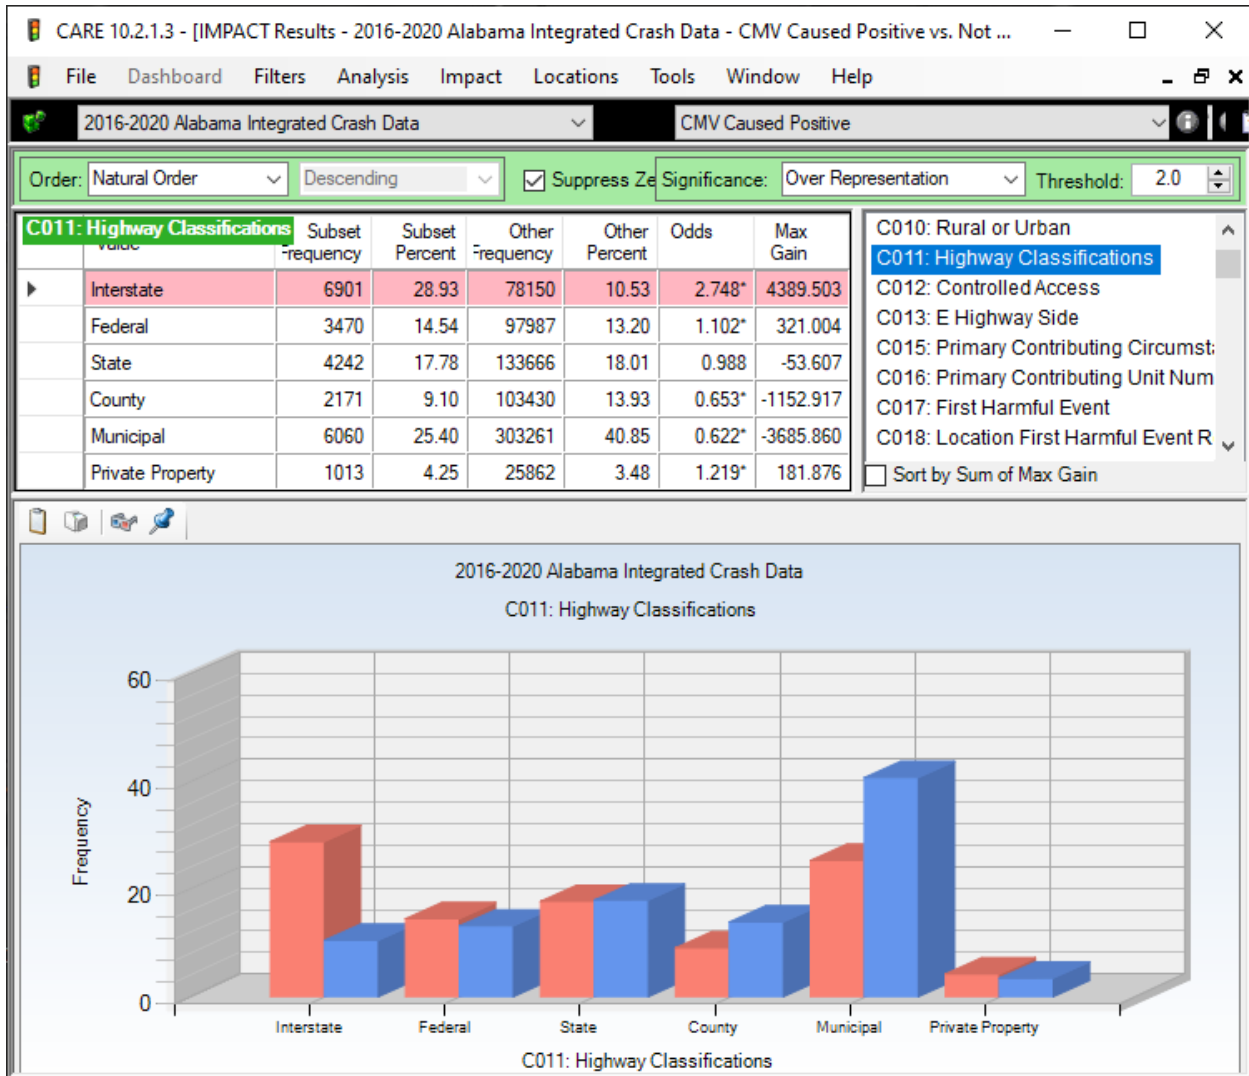 CARE 10.2.1.3 - [IMPACT Results - 2016-2020 Alabama Integrated Crash Data - CMV Caused Positive vs. Not ...
File Dashboard Filters Analysis Impact Locations Tools Window Help
2016-2020 Alabama Integrated Crash Data CMV Caused Positive
Order: Natural Order Descending Suppress Ze Significance: Over Representation Threshold: 2.0
C011: Highway Classifications Subset Frequency Subset Percent Other Frequency Other Percent Odds Max Gain
Interstate 6901 28.93 78150 10.53 2.748* 4389.503
Federal 3470 14.54 97987 13.20 1.102* 321.004
State 4242 17.78 133666 18.01 0.988 -53.607
County 2171 9.10 103430 13.93 0.653* -1152.917
Municipal 6060 25.40 303261 40.85 0.622* -3685.860
Private Property 1013 4.25 25862 3.48 1.219* 181.876
C010: Rural or Urban
C011: Highway Classifications
C012: Controlled Access
C013: E Highway Side
C015: Primary Contributing Circumst
C016: Primary Contributing Unit Num
C017: First Harmful Event
C018: Location First Harmful Event R
Sort by Sum of Max Gain
2016-2020 Alabama Integrated Crash Data
C011: Highway Classifications
60
40
20
0
Frequency
Interstate Federal State County Municipal Private Property
C011: Highway Classifications